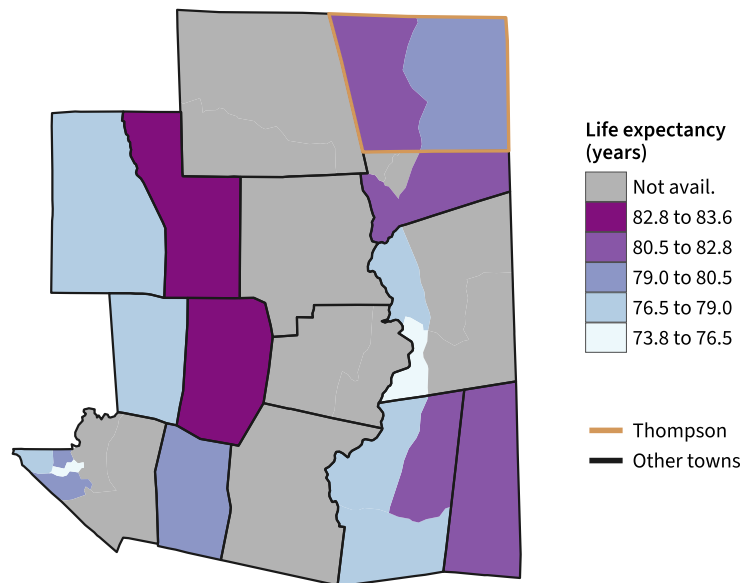 Life expectancy
(years)
Not avail.
82.8 to 83.6
80.5 to 82.8
79.0 to 80.5
76.5 to 79.0
73.8 to 76.5
Thompson
Other towns